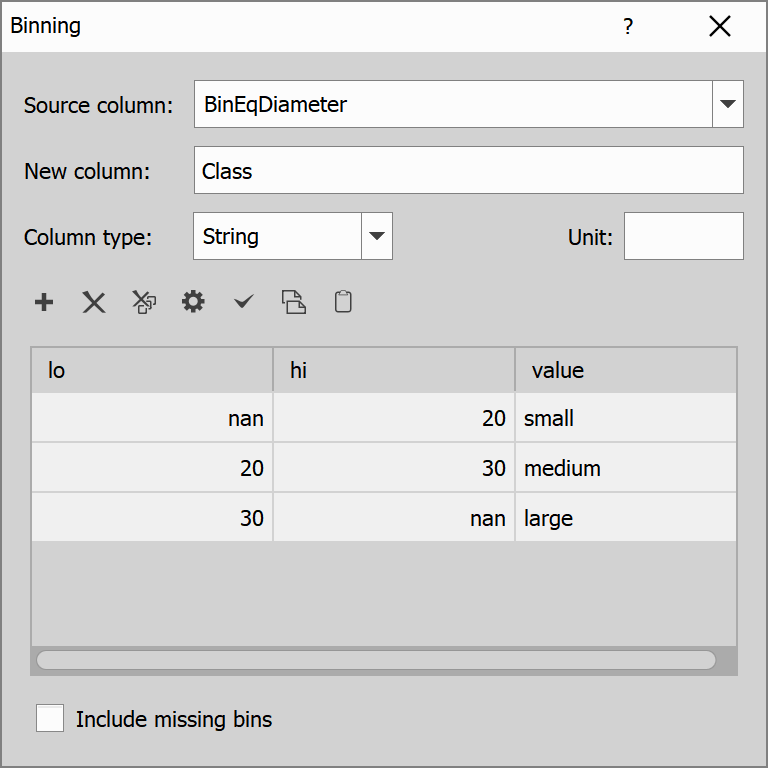 Binning ?
Source column: BinEqDiameter
New column: Class
Column type: String Unit:
lo hi value
nan 20 small
20 30 medium
30 nan large
Include missing bins